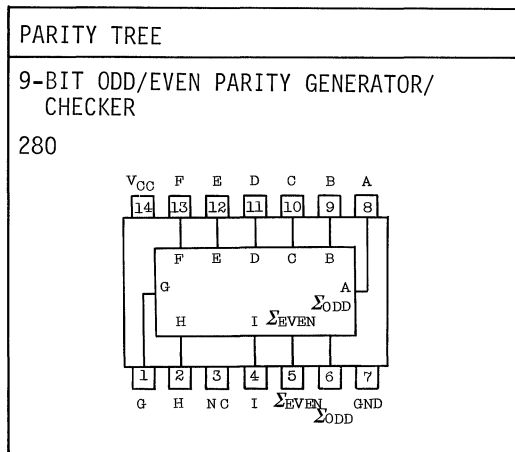 PARITY TREE
9-BIT ODD/EVEN PARITY GENERATOR/
CHECKER
280
VCC F E D C B A
14 13 12 11 10 9 8
F E D C B
G A
ΣODD
H I ΣEVEN
1 2 3 4 5 6 7
G H NC I ΣEVEN GND
ΣODD